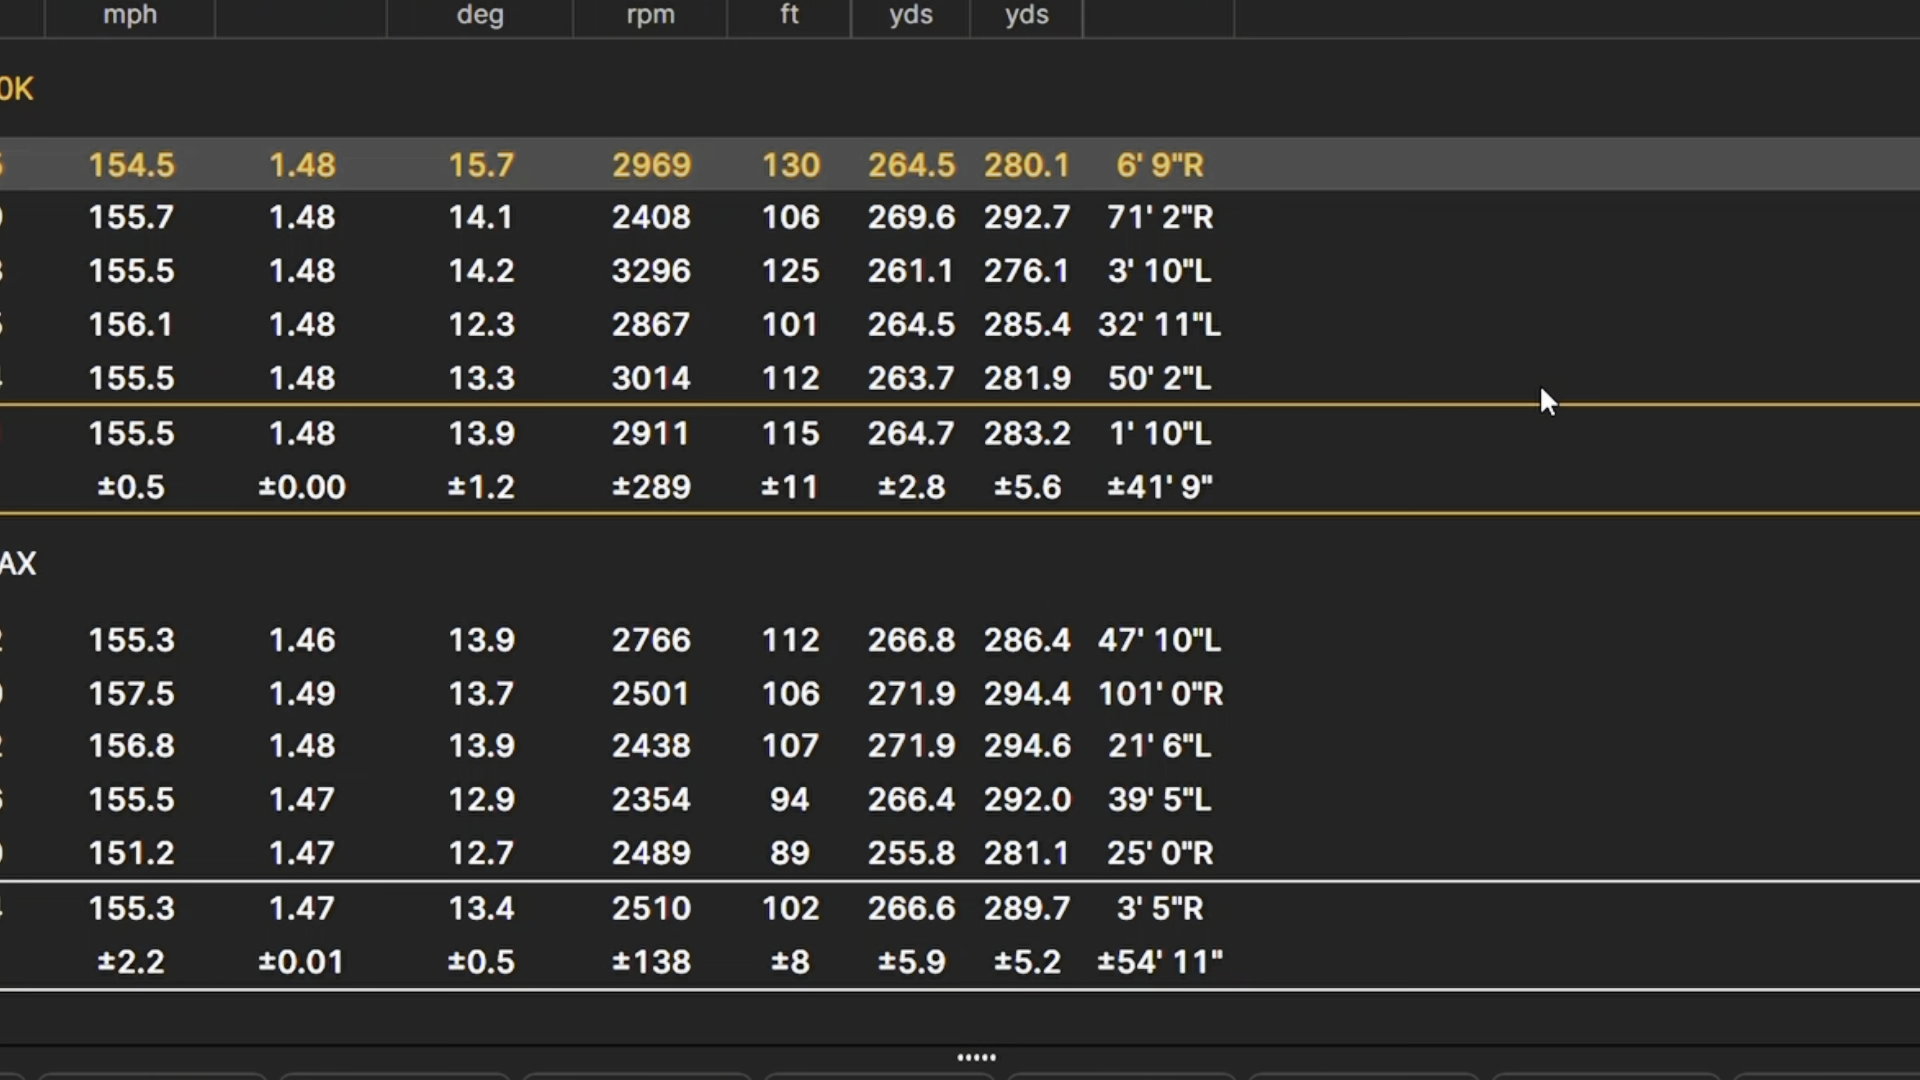 mph deg rpm ft yds yds
0K
154.5 1.48 15.7 2969 130 264.5 280.1 6' 9"R
155.7 1.48 14.1 2408 106 269.6 292.7 71' 2"R
155.5 1.48 14.2 3296 125 261.1 276.1 3' 10"L
156.1 1.48 12.3 2867 101 264.5 285.4 32' 11"L
155.5 1.48 13.3 3014 112 263.7 281.9 50' 2"L
155.5 1.48 13.9 2911 115 264.7 283.2 1' 10"L
±0.5 ±0.00 ±1.2 ±289 ±11 ±2.8 ±5.6 ±41' 9"
AX
155.3 1.46 13.9 2766 112 266.8 286.4 47' 10"L
157.5 1.49 13.7 2501 106 271.9 294.4 101' 0"R
156.8 1.48 13.9 2438 107 271.9 294.6 21' 6"L
155.5 1.47 12.9 2354 94 266.4 292.0 39' 5"L
151.2 1.47 12.7 2489 89 255.8 281.1 25' 0"R
155.3 1.47 13.4 2510 102 266.6 289.7 3' 5"R
±2.2 ±0.01 ±0.5 ±138 ±8 ±5.9 ±5.2 ±54' 11"